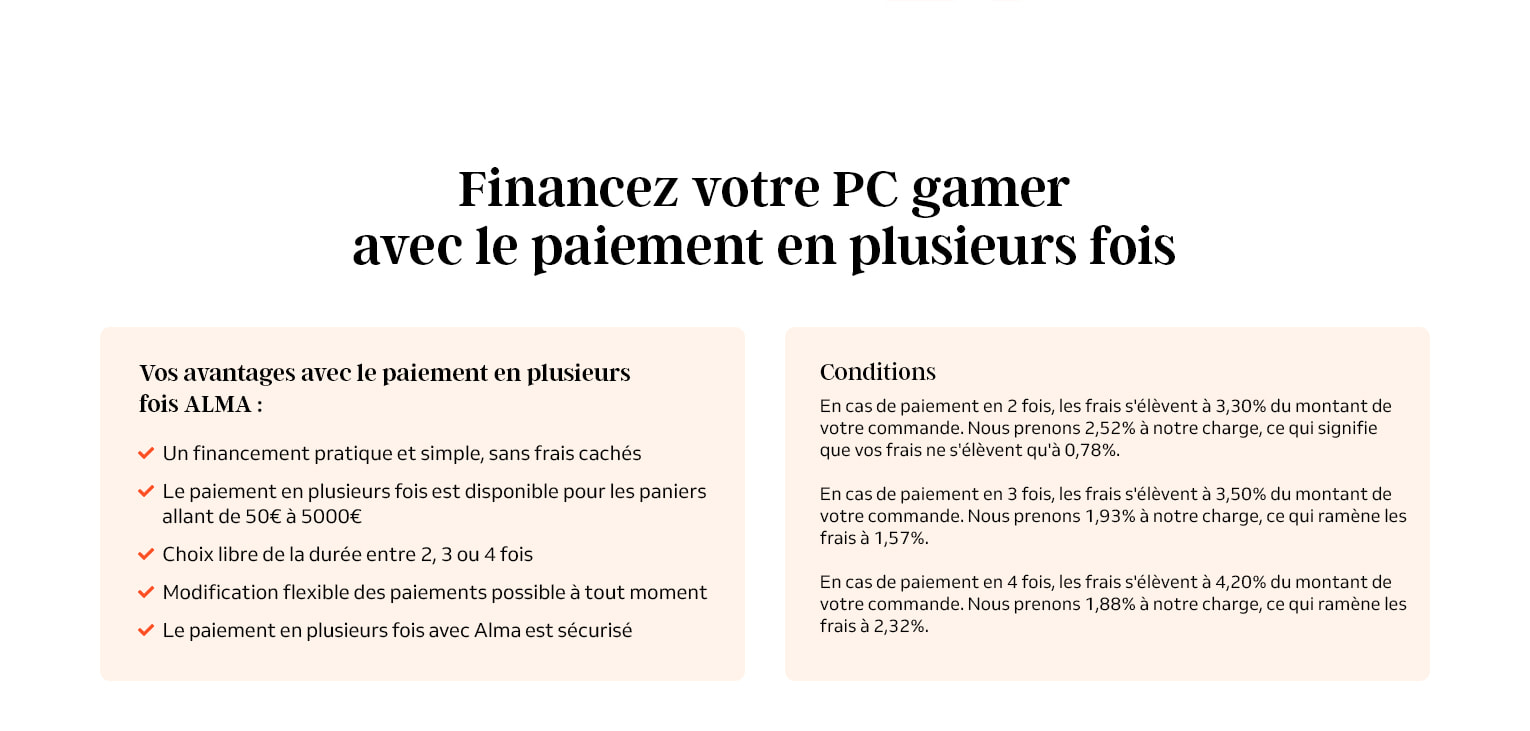 Financez votre PC gamer
avec le paiement en plusieurs fois
Vos avantages avec le paiement en plusieurs
fois ALMA :
Un financement pratique et simple, sans frais cachés
Le paiement en plusieurs fois est disponible pour les paniers
allant de 50€ à 5000€
Choix libre de la durée entre 2, 3 ou 4 fois
Modification flexible des paiements possible à tout moment
Le paiement en plusieurs fois avec Alma est sécurisé
Conditions
En cas de paiement en 2 fois, les frais s'élèvent à 3,30% du montant de
votre commande. Nous prenons 2,52% à notre charge, ce qui signifie
que vos frais ne s'élèvent qu'à 0,78%.
En cas de paiement en 3 fois, les frais s'élèvent à 3,50% du montant de
votre commande. Nous prenons 1,93% à notre charge, ce qui ramène les
frais à 1,57%.
En cas de paiement en 4 fois, les frais s'élèvent à 4,20% du montant de
votre commande. Nous prenons 1,88% à notre charge, ce qui ramène les
frais à 2,32%.